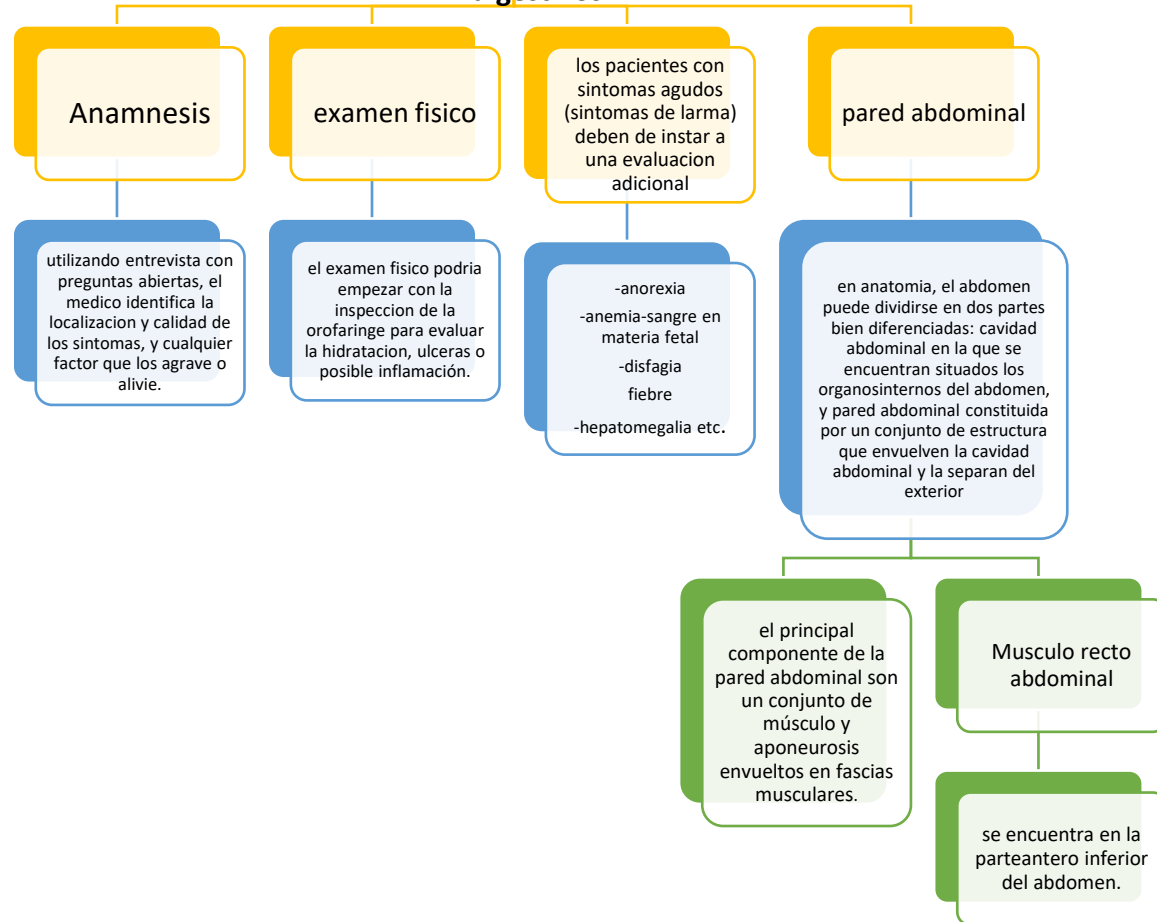 Anamnesis
utilizando entrevista con
preguntas abiertas, el
medico identifica la
localizacion y calidad de
los sintomas, y cualquier
factor que los agrave o
alivie.
examen fisico
el examen fisico podria
empezar con la
inspeccion de la
orofaringe para evaluar
la hidratacion, ulceras o
posible inflamación.
los pacientes con
sintomas agudos
(sintomas de larma)
deben de instar a
una evaluacion
adicional
-anorexia
-anemia-sangre en
materia fetal
-disfagia
fiebre
-hepatomegalia etc.
pared abdominal
en anatomia, el abdomen
puede dividirse en dos partes
bien diferenciadas: cavidad
abdominal en la que se
encuentran situados los
organosinternos del abdomen,
y pared abdominal constituida
por un conjunto de estructura
que envuelven la cavidad
abdominal y la separan del
exterior
el principal
componente de la
pared abdominal son
un conjunto de
músculo y
aponeurosis
envueltos en fascias
musculares.
Musculo recto
abdominal
se encuentra en la
parteantero inferior
del abdomen.